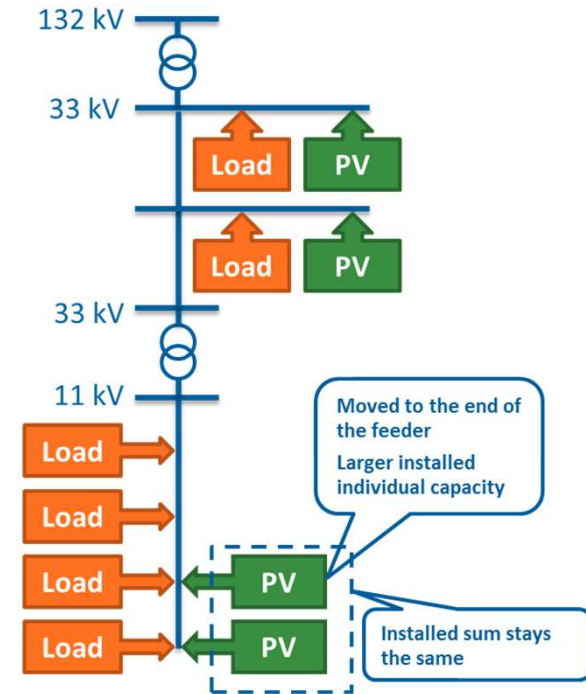 132 kV
33 kV
Load
PV
Load
PV
33 kV
11 kV
Moved to the end of
the feeder
Larger installed
individual capacity
Load
Load
Load
PV
Load
PV
Installed sum stays
the same